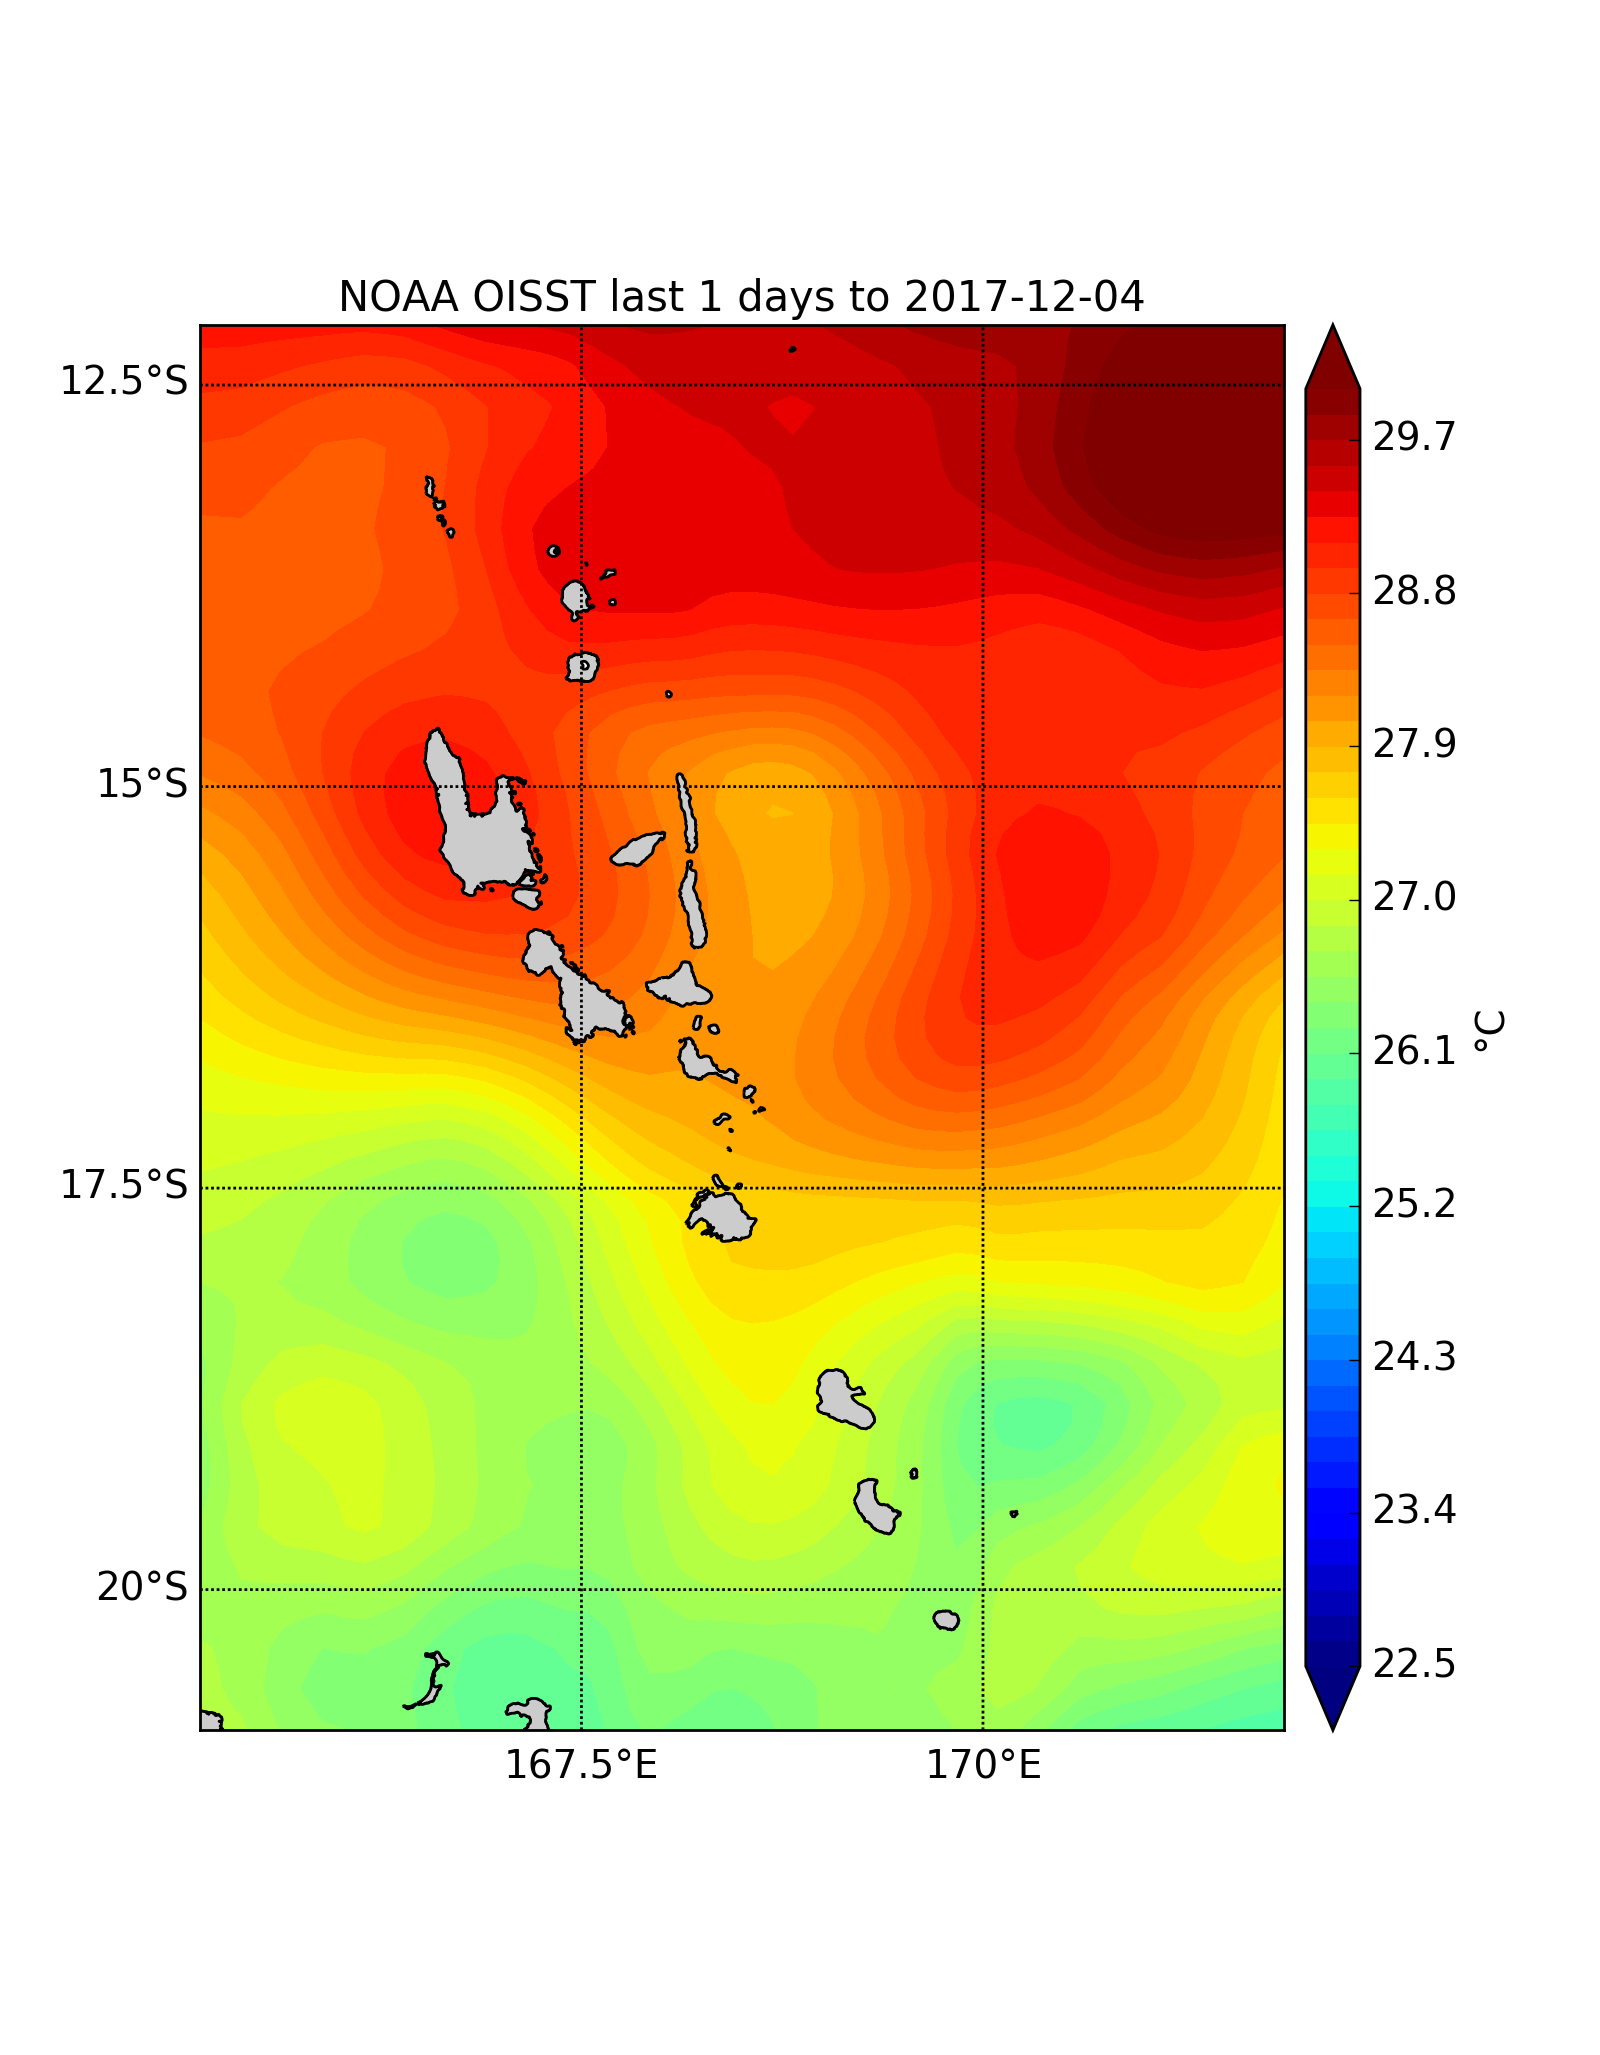 NOAA OISST last 1 days to 2017-12-04
12.5°S
15°S
17.5°S
20°S
167.5°E
170°E
29.7
28.8
27.9
27.0
26.1
25.2
24.3
23.4
22.5
°C